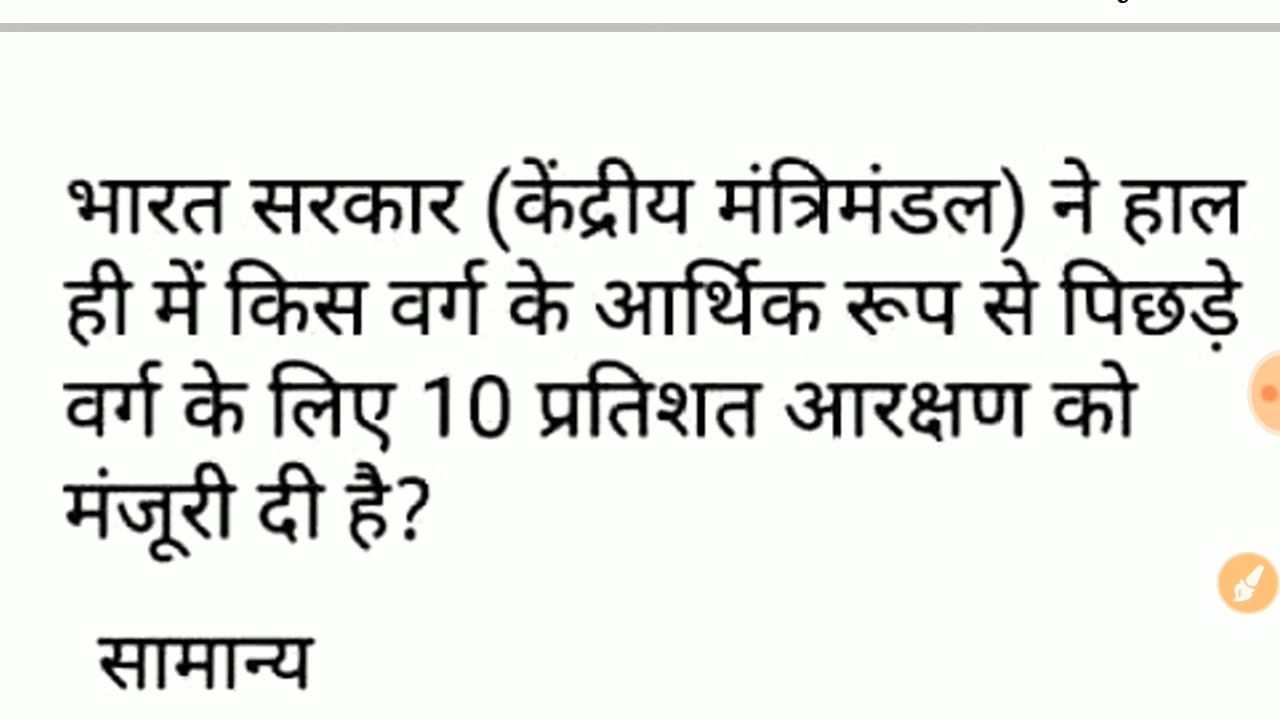 भारत सरकार (केंद्रीय मंत्रिमंडल) ने हाल
ही में किस वर्ग के आर्थिक रूप से पिछड़े
वर्ग के लिए 10 प्रतिशत आरक्षण को
मंजूरी दी है?
सामान्य